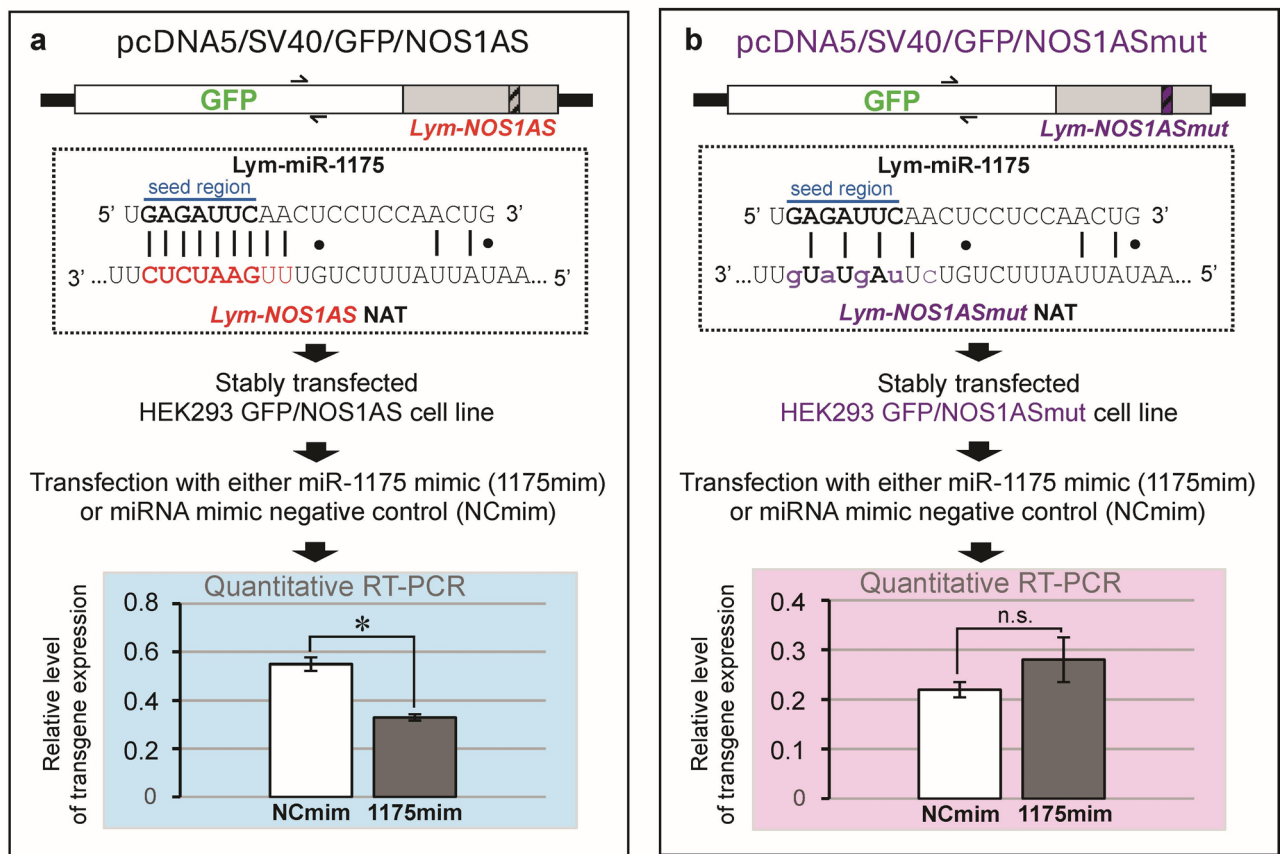 a pcDNA5/SV40/GFP/NOS1AS
GFP
Lym-NOS1AS
Lym-miR-1175
seed region
5’ UGAGAUUCAACUCCUCCAACUG 3’
3’ ...UUCUCUAAGUUUGUCUUUAUUAUAA... 5’
Lym-NOS1AS NAT
Stably transfected
HEK293 GFP/NOS1AS cell line
Transfection with either miR-1175 mimic (1175mim)
or miRNA mimic negative control (NCmim)
Quantitative RT-PCR
Relative level
of transgene expression
0.8
0.6
0.4
0.2
0
*
NCmim 1175mim
b pcDNA5/SV40/GFP/NOS1ASmut
GFP
Lym-NOS1ASmut
Lym-miR-1175
seed region
5’ UGAGAUUCAACUCCUCCAACUG 3’
3’ ...UUgUaUgAuUcUGUCUUUAUUAUAA... 5’
Lym-NOS1ASmut NAT
Stably transfected
HEK293 GFP/NOS1ASmut cell line
Transfection with either miR-1175 mimic (1175mim)
or miRNA mimic negative control (NCmim)
Quantitative RT-PCR
Relative level
of transgene expression
0.4
0.3
0.2
0.1
0
n.s.
NCmim 1175mim